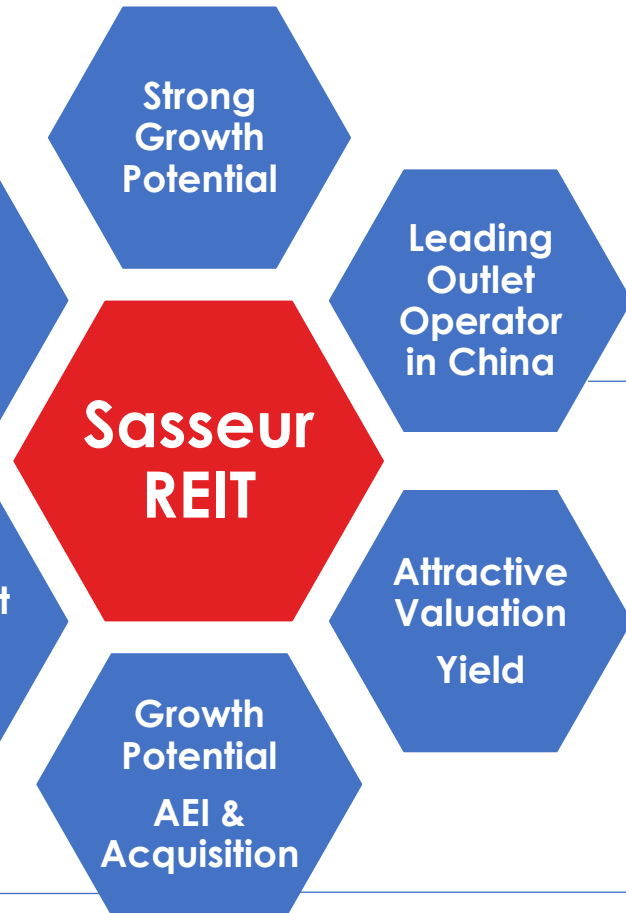 Strong
Growth
Potential
Leading
Outlet
Operator
in China
Sasseur
REIT
Attractive
Valuation
Yield
Growth
Potential
AEI &
Acquisition